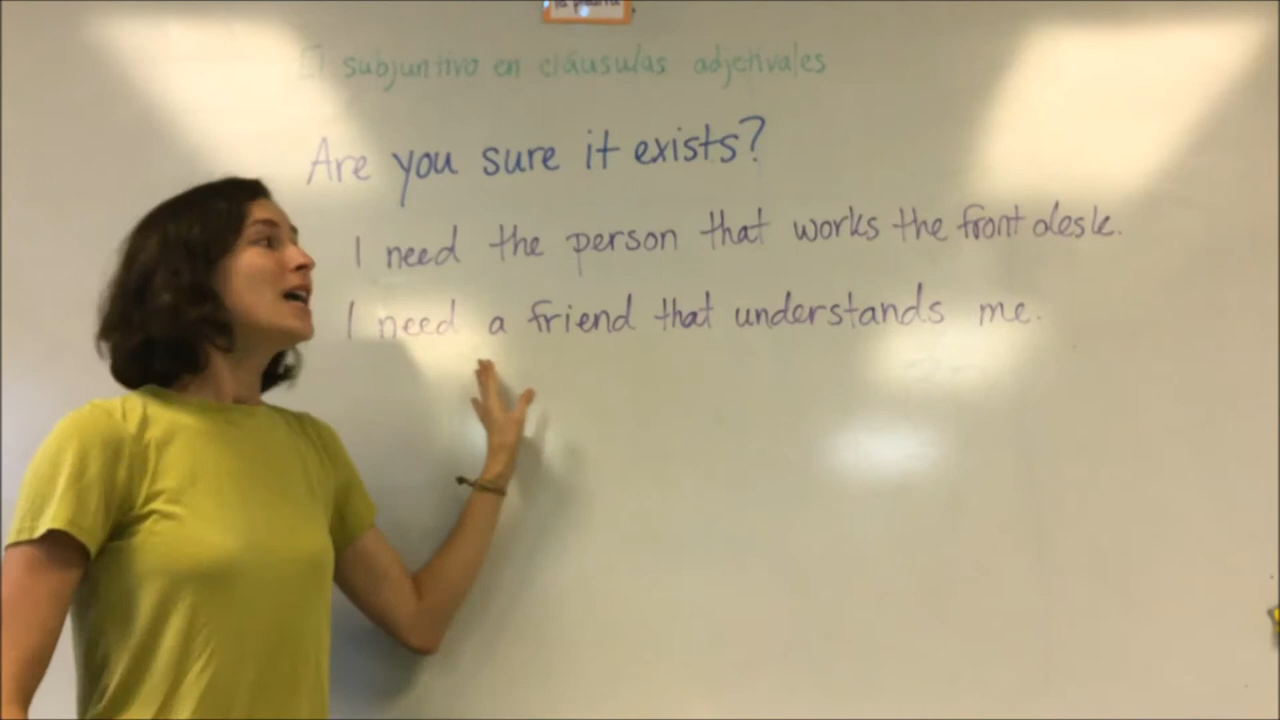 El subjuntivo en cláusulas adjetivales
Are you sure it exists?
I need the person that works the front desk.
I need a friend that understands me.